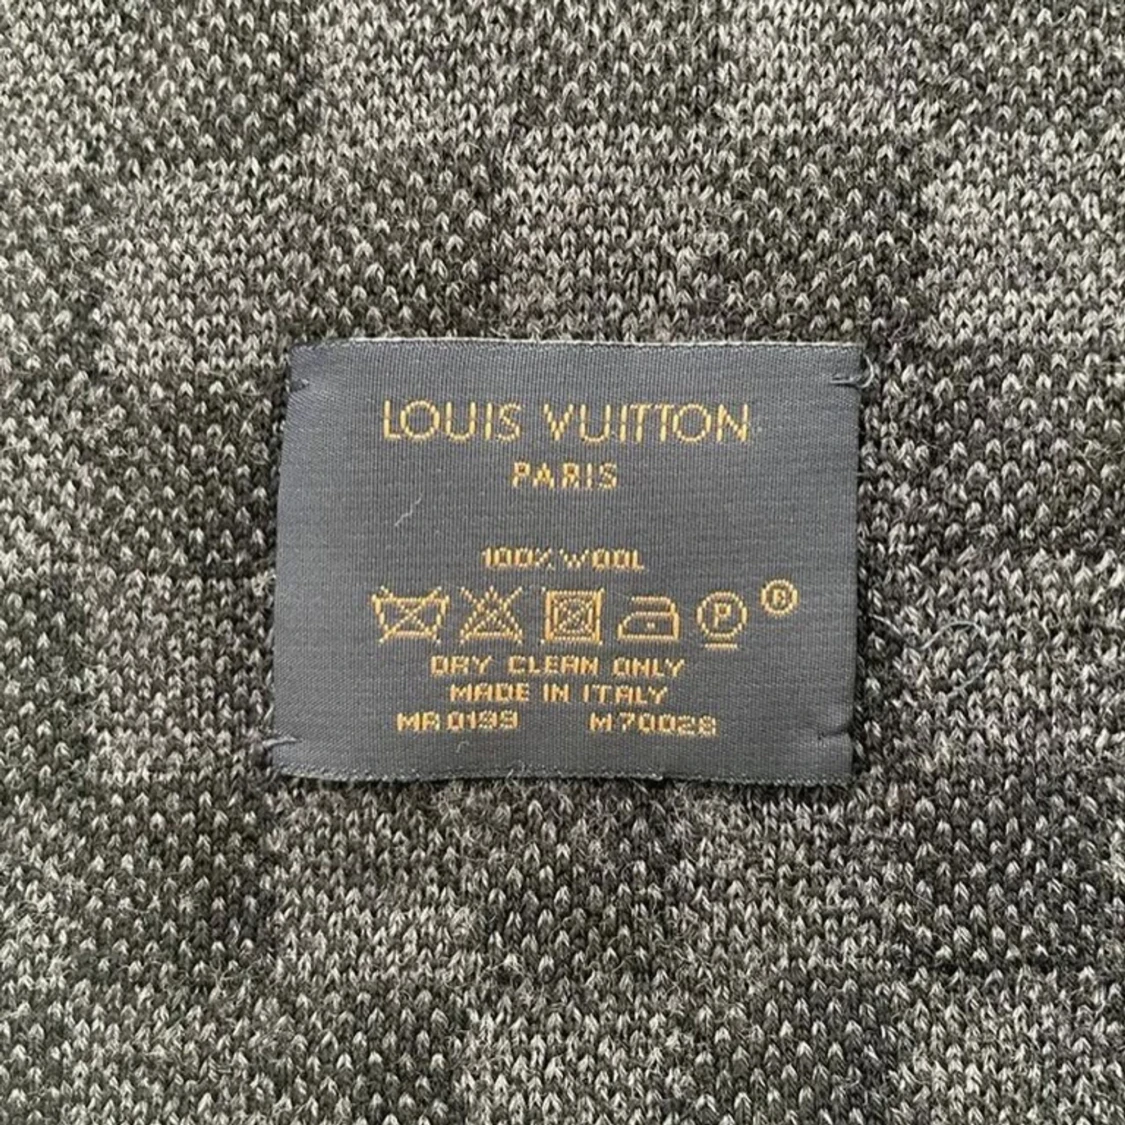 LOUIS VUITTON
PARIS
100% WOOL
P ®
DRY CLEAN ONLY
MADE IN ITALY
MR0199 M70028